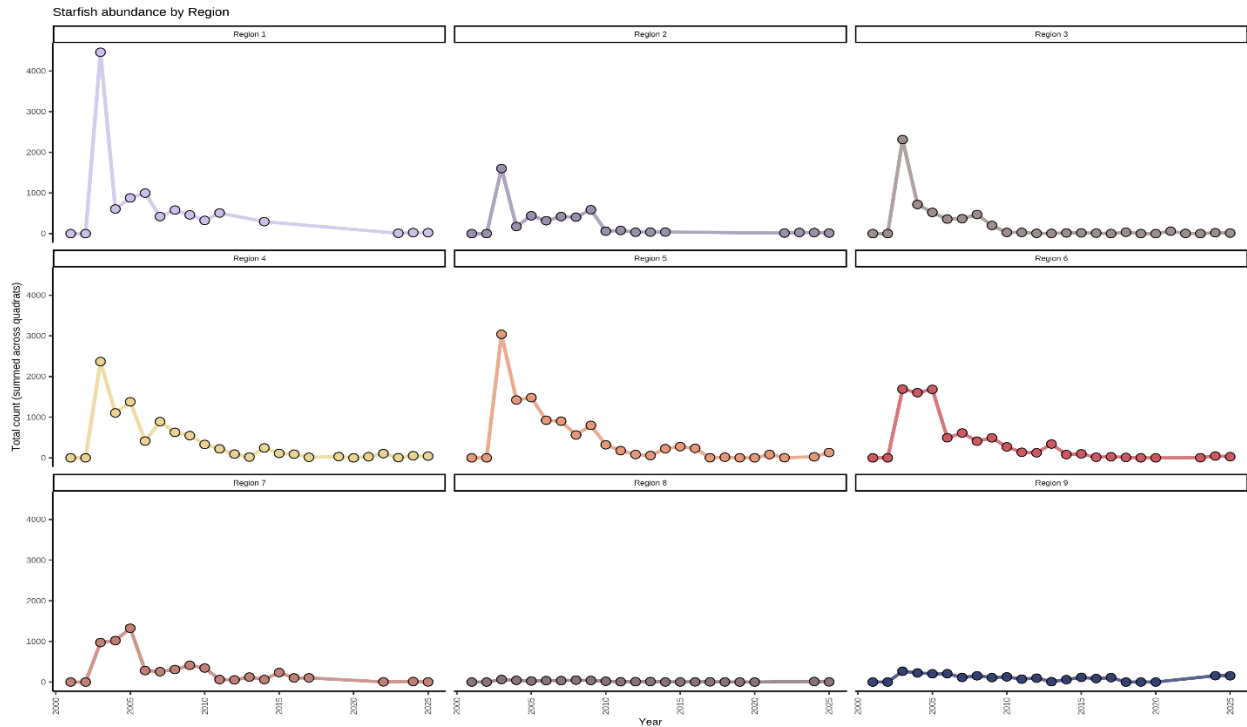 Starfish abundance by Region
Region 1
Region 2
Region 3
4000
3000
2000
1000
0
Region 4
Region 5
Region 6
4000
3000
2000
1000
0
Total count (summed across quadrats)
Region 7
Region 8
Region 9
4000
3000
2000
1000
0
2000 2005 2010 2015 2020 2025
2000 2005 2010 2015 2020 2025
2000 2005 2010 2015 2020 2025
Year